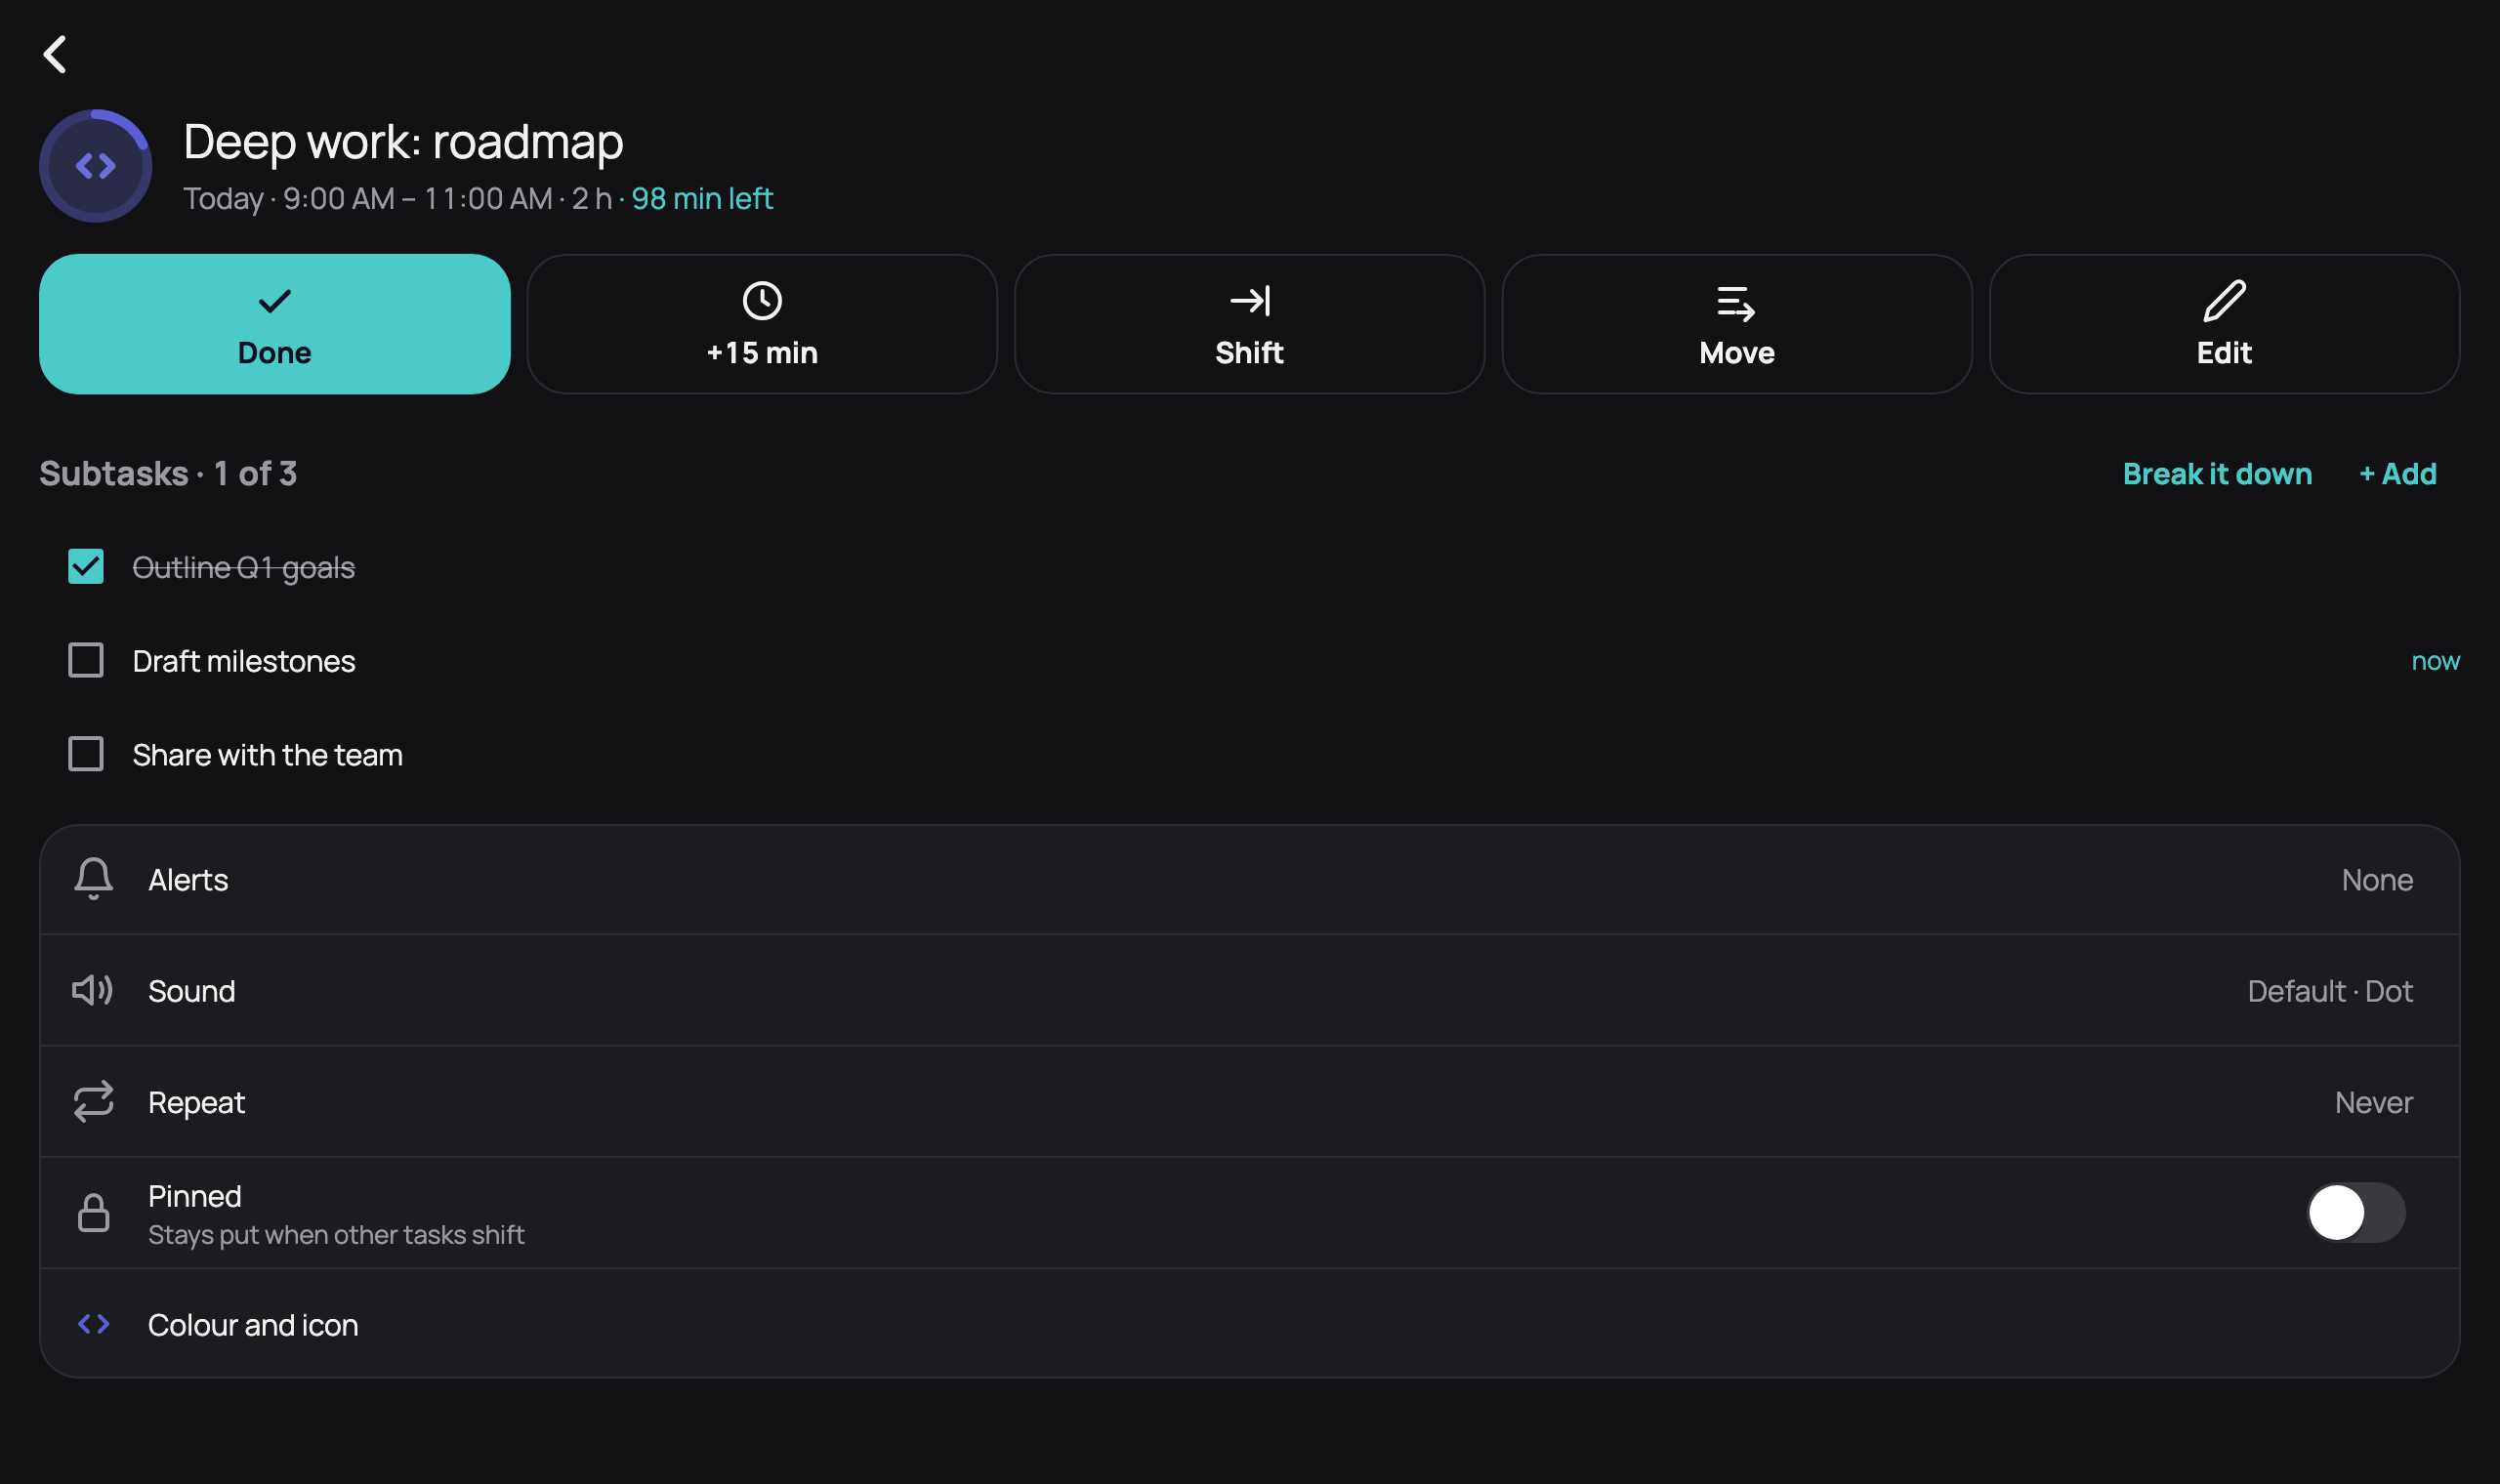 Deep work: roadmap
Today · 9:00 AM – 11:00 AM · 2 h · 98 min left
Done
+15 min
Shift
Move
Edit
Subtasks · 1 of 3
Break it down
+ Add
Outline Q1 goals
Draft milestones
now
Share with the team
Alerts
None
Sound
Default · Dot
Repeat
Never
Pinned
Stays put when other tasks shift
Colour and icon